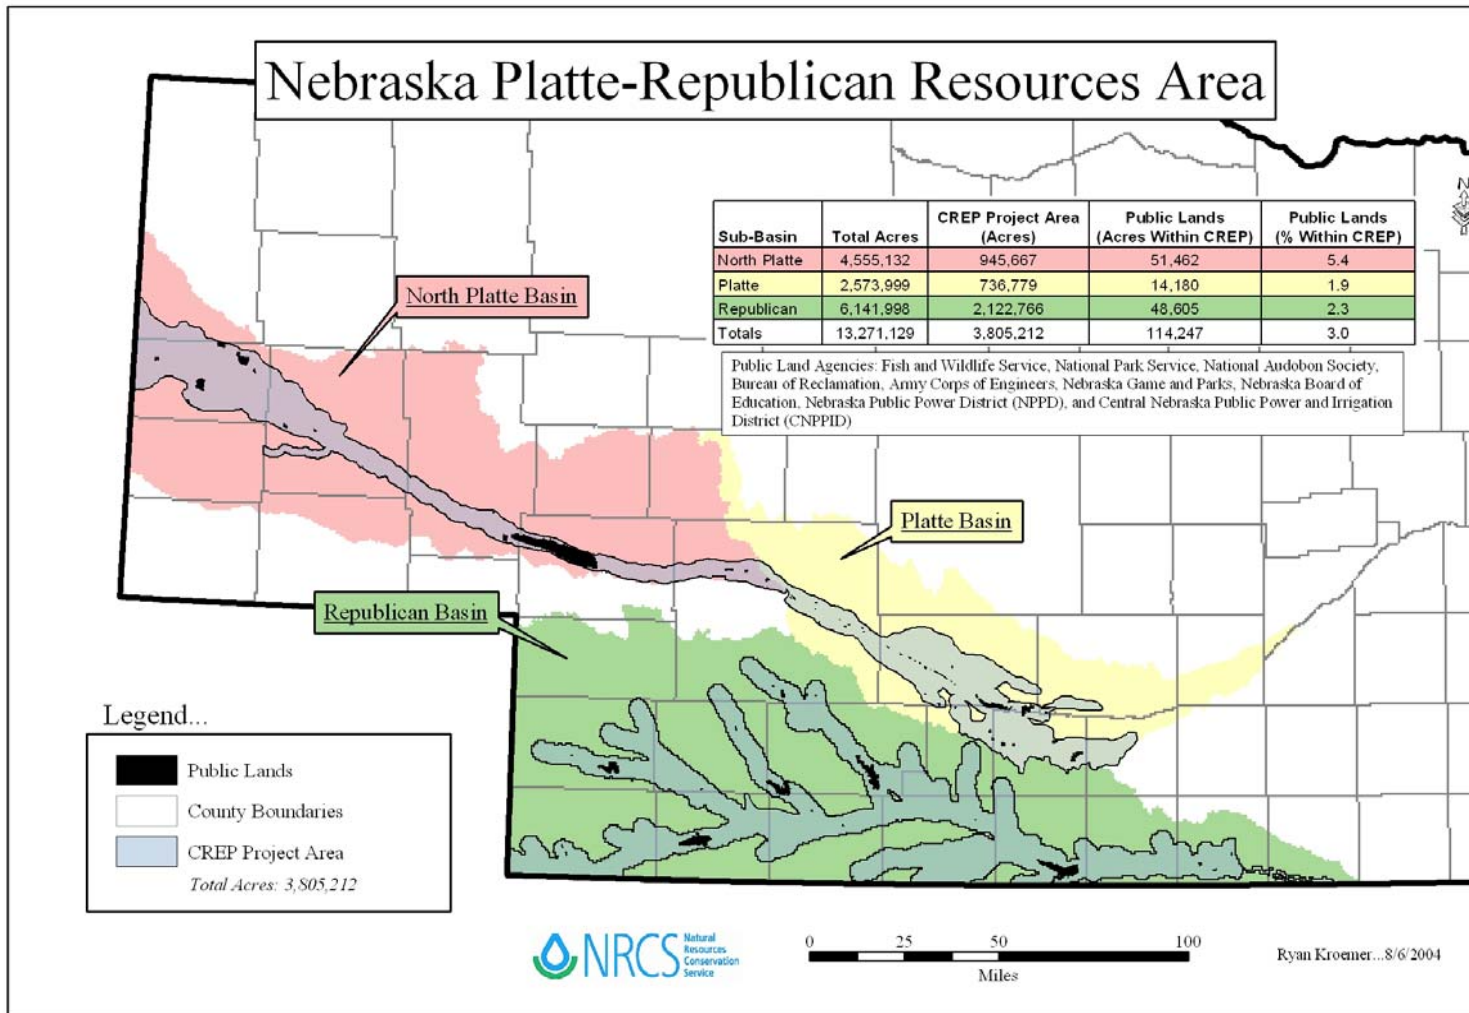 Nebraska Platte-Republican Resources Area
N
Sub-Basin Total Acres CREP Project Area (Acres) Public Lands (Acres Within CREP) Public Lands (% Within CREP)
North Platte 4,555,132 945,667 51,462 5.4
Platte 2,573,999 736,779 14,180 1.9
Republican 6,141,998 2,122,766 48,605 2.3
Totals 13,271,129 3,805,212 114,247 3.0
Public Land Agencies: Fish and Wildlife Service, National Park Service, National Audobon Society,
Bureau of Reclamation, Army Corps of Engineers, Nebraska Game and Parks, Nebraska Board of
Education, Nebraska Public Power District (NPPD), and Central Nebraska Public Power and Irrigation
District (CNPPID)
North Platte Basin
Platte Basin
Republican Basin
Legend...
Public Lands
County Boundaries
CREP Project Area
Total Acres: 3,805,212
NRCS
Natural
Resources
Conservation
Service
0 25 50 100
Miles
Ryan Kroemer...8/6/2004